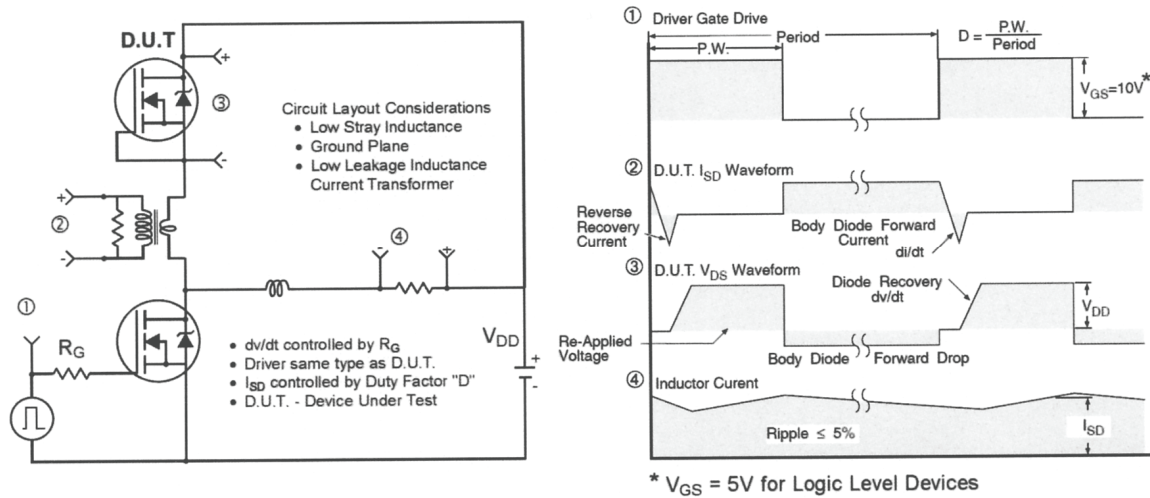 D.U.T
+
③
-
Circuit Layout Considerations
• Low Stray Inductance
• Ground Plane
• Low Leakage Inductance
Current Transformer
+
②
-
④
-
+
①
R_G
• dv/dt controlled by R_G
• Driver same type as D.U.T.
• I_SD controlled by Duty Factor "D"
• D.U.T. - Device Under Test
V_DD
+
-
① Driver Gate Drive
Period
P.W.
D = P.W. / Period
V_GS=10V*
② D.U.T. I_SD Waveform
Reverse
Recovery
Current
Body Diode Forward
Current
di/dt
③ D.U.T. V_DS Waveform
Diode Recovery
dv/dt
V_DD
Re-Applied
Voltage
Body Diode Forward Drop
④ Inductor Curent
I_SD
Ripple ≤ 5%
* V_GS = 5V for Logic Level Devices